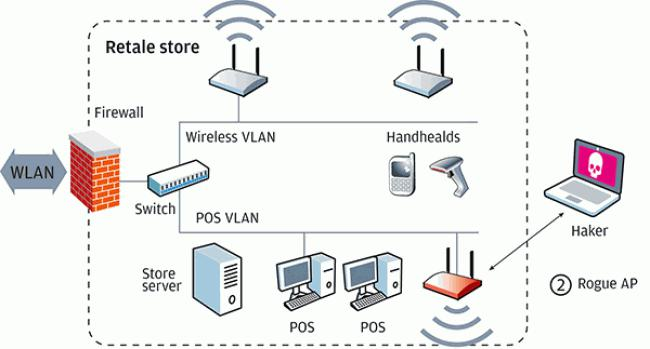 Retale store
Firewall
Wireless VLAN
Handhealds
WLAN
Switch
POS VLAN
Haker
Store
server
2 Rogue AP
POS
POS